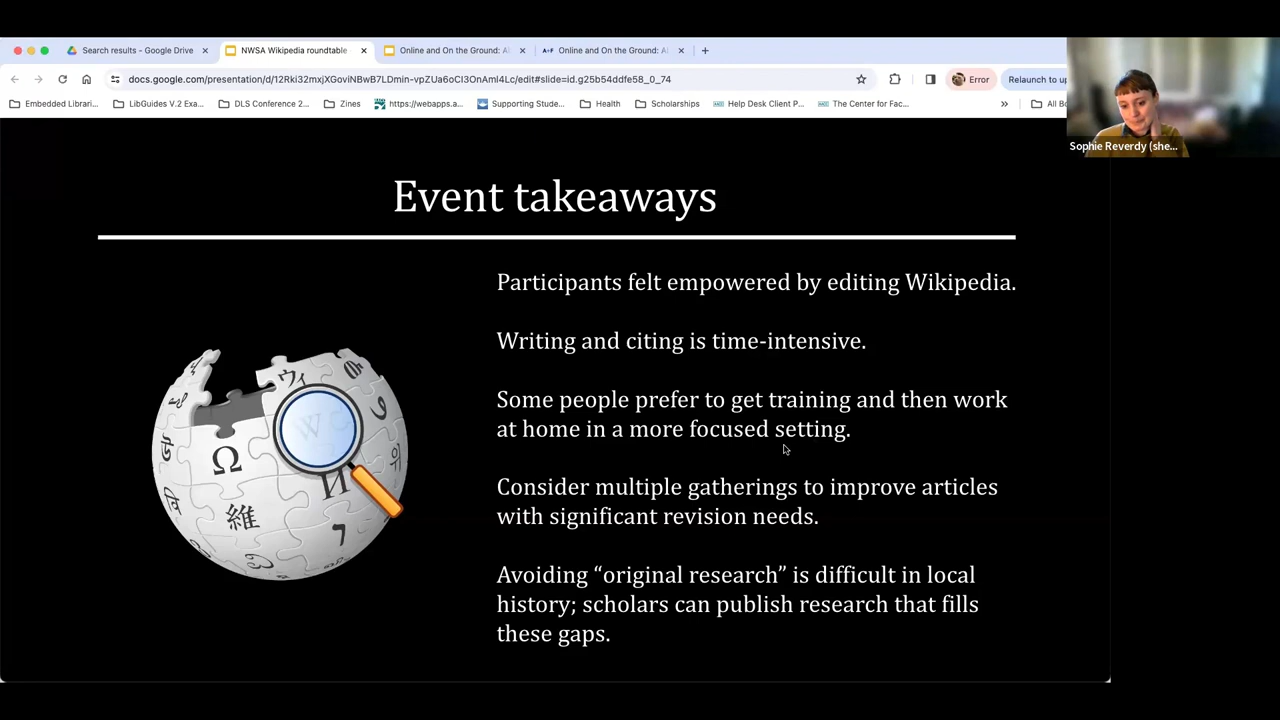 Search results - Google Drive
NWSA Wikipedia roundtable
Online and On the Ground: A
Online and On the Ground: A
docs.google.com/presentation/d/12Rki32mxjXGoviNBwB7LDmin-vpZUa6oCI3OnAmI4Lc/edit#slide=id.g25b54ddfe58_0_74
Error
Relaunch to up
Embedded Librari...
LibGuides V.2 Exa...
DLS Conference 2...
Zines
https://webapps.a...
Supporting Stude...
Health
Scholarships
Help Desk Client P...
The Center for Fac...
»
All Bo
Sophie Reverdy (she...
Event takeaways
Participants felt empowered by editing Wikipedia.
Writing and citing is time-intensive.
Some people prefer to get training and then work
at home in a more focused setting.
Consider multiple gatherings to improve articles
with significant revision needs.
Avoiding “original research” is difficult in local
history; scholars can publish research that fills
these gaps.
Ω
И
維
ウィ
W